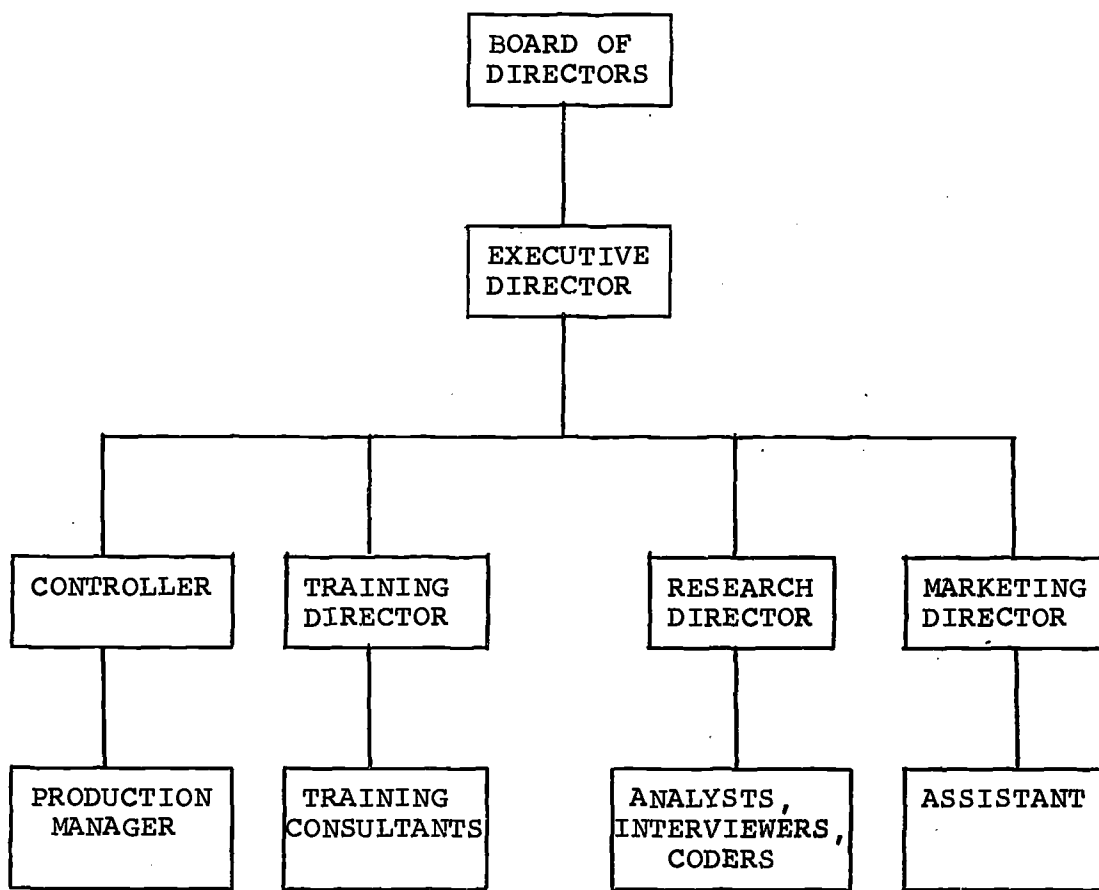 BOARD OF
DIRECTORS
EXECUTIVE
DIRECTOR
CONTROLLER
TRAINING
DIRECTOR
RESEARCH
DIRECTOR
MARKETING
DIRECTOR
PRODUCTION
MANAGER
TRAINING
CONSULTANTS
ANALYSTS,
INTERVIEWERS,
CODERS
ASSISTANT